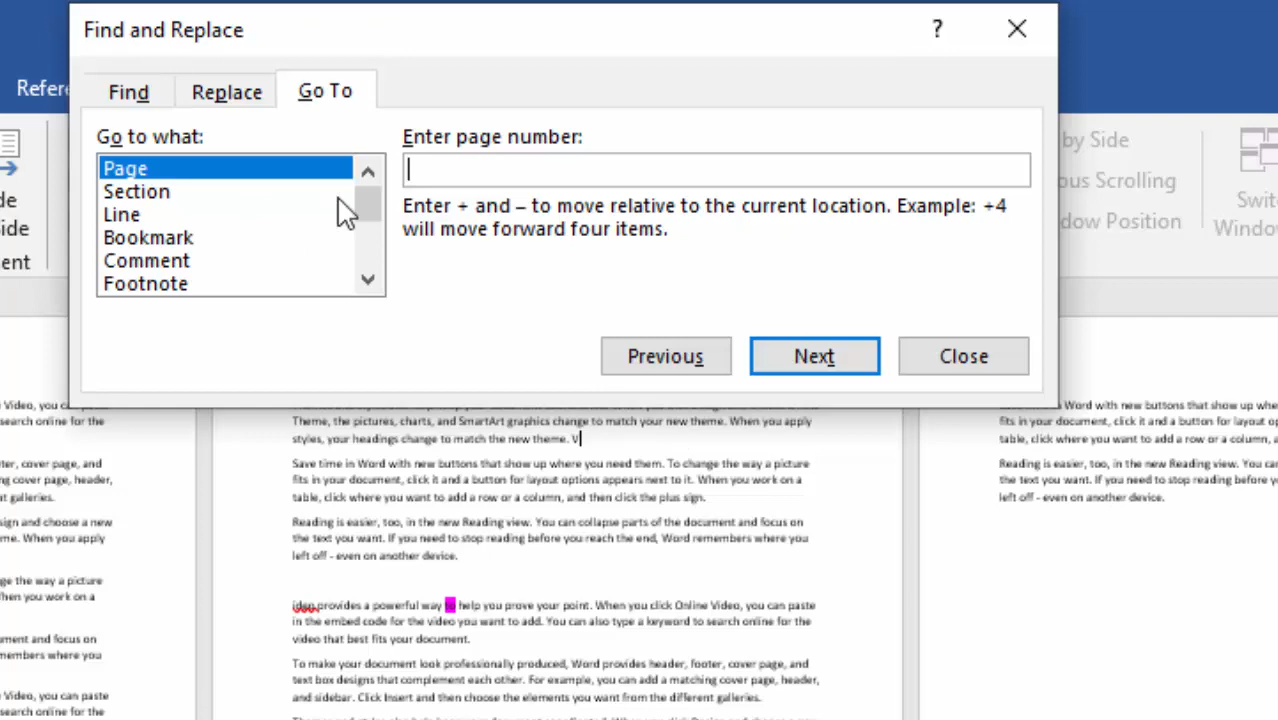 Find and Replace
?
Refere
Find
Replace
Go To
Go to what:
Enter page number:
Page
Section
Line
Bookmark
Comment
Footnote
Enter + and – to move relative to the current location. Example: +4
will move forward four items.
Previous
Next
Close
de
Side
ent
by Side
ous Scrolling
dow Position
Switc
Window
Video, you
search online for the
ter, cover page, and
ng cover page, header,
nt galleries.
sign and choose a new
me. When you apply
ge the way a picture
When you work on a
ment and focus on
members where you
Video, you can paste
search online for the
Theme, the pictures, charts, and SmartArt graphics change to match your new theme. When you apply
styles, your headings change to match the new theme. V
Save time in Word with new buttons that show up where you need them. To change the way a picture
fits in your document, click it and a button for layout options appears next to it. When you work on a
table, click where you want to add a row or a column, and then click the plus sign.
Reading is easier, too, in the new Reading view. You can collapse parts of the document and focus on
the text you want. If you need to stop reading before you reach the end, Word remembers where you
left off - even on another device.
ideo provides a powerful way to help you prove your point. When you click Online Video, you can paste
in the embed code for the video you want to add. You can also type a keyword to search online for the
video that best fits your document.
To make your document look professionally produced, Word provides header, footer, cover page, and
text box designs that complement each other. For example, you can add a matching cover page, header,
and sidebar. Click Insert and then choose the elements you want from the different galleries.
Word with new buttons that show up whe
fits in your document, click it and a button for layout
table, click where you want to add a row or a column, a
Reading is easier, too, in the new Reading view. You ca
the text you want. If you need to stop reading before y
left off - even on another device.